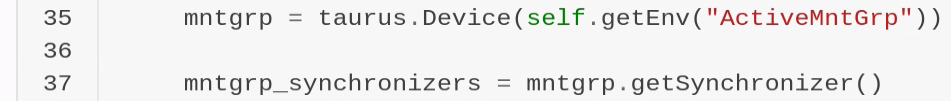 35 mntgrp = taurus.Device(self.getEnv("ActiveMntGrp"))
36
37 mntgrp_synchronizers = mntgrp.getSynchronizer()